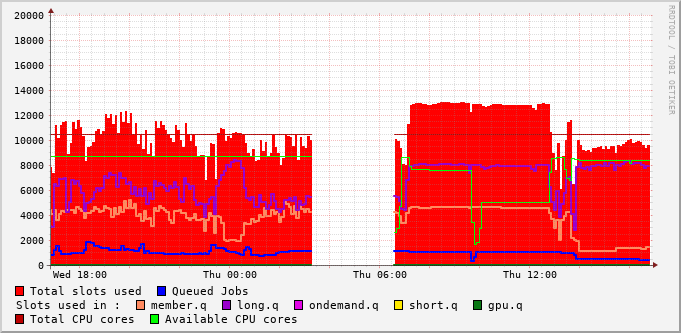 20000
18000
16000
14000
12000
10000
8000
6000
4000
2000
0
Wed 18:00 Thu 00:00 Thu 06:00 Thu 12:00
RRDTOOL / TOBI OETIKER
Total slots used Queued Jobs
Slots used in : member.q long.q ondemand.q short.q gpu.q
Total CPU cores Available CPU cores